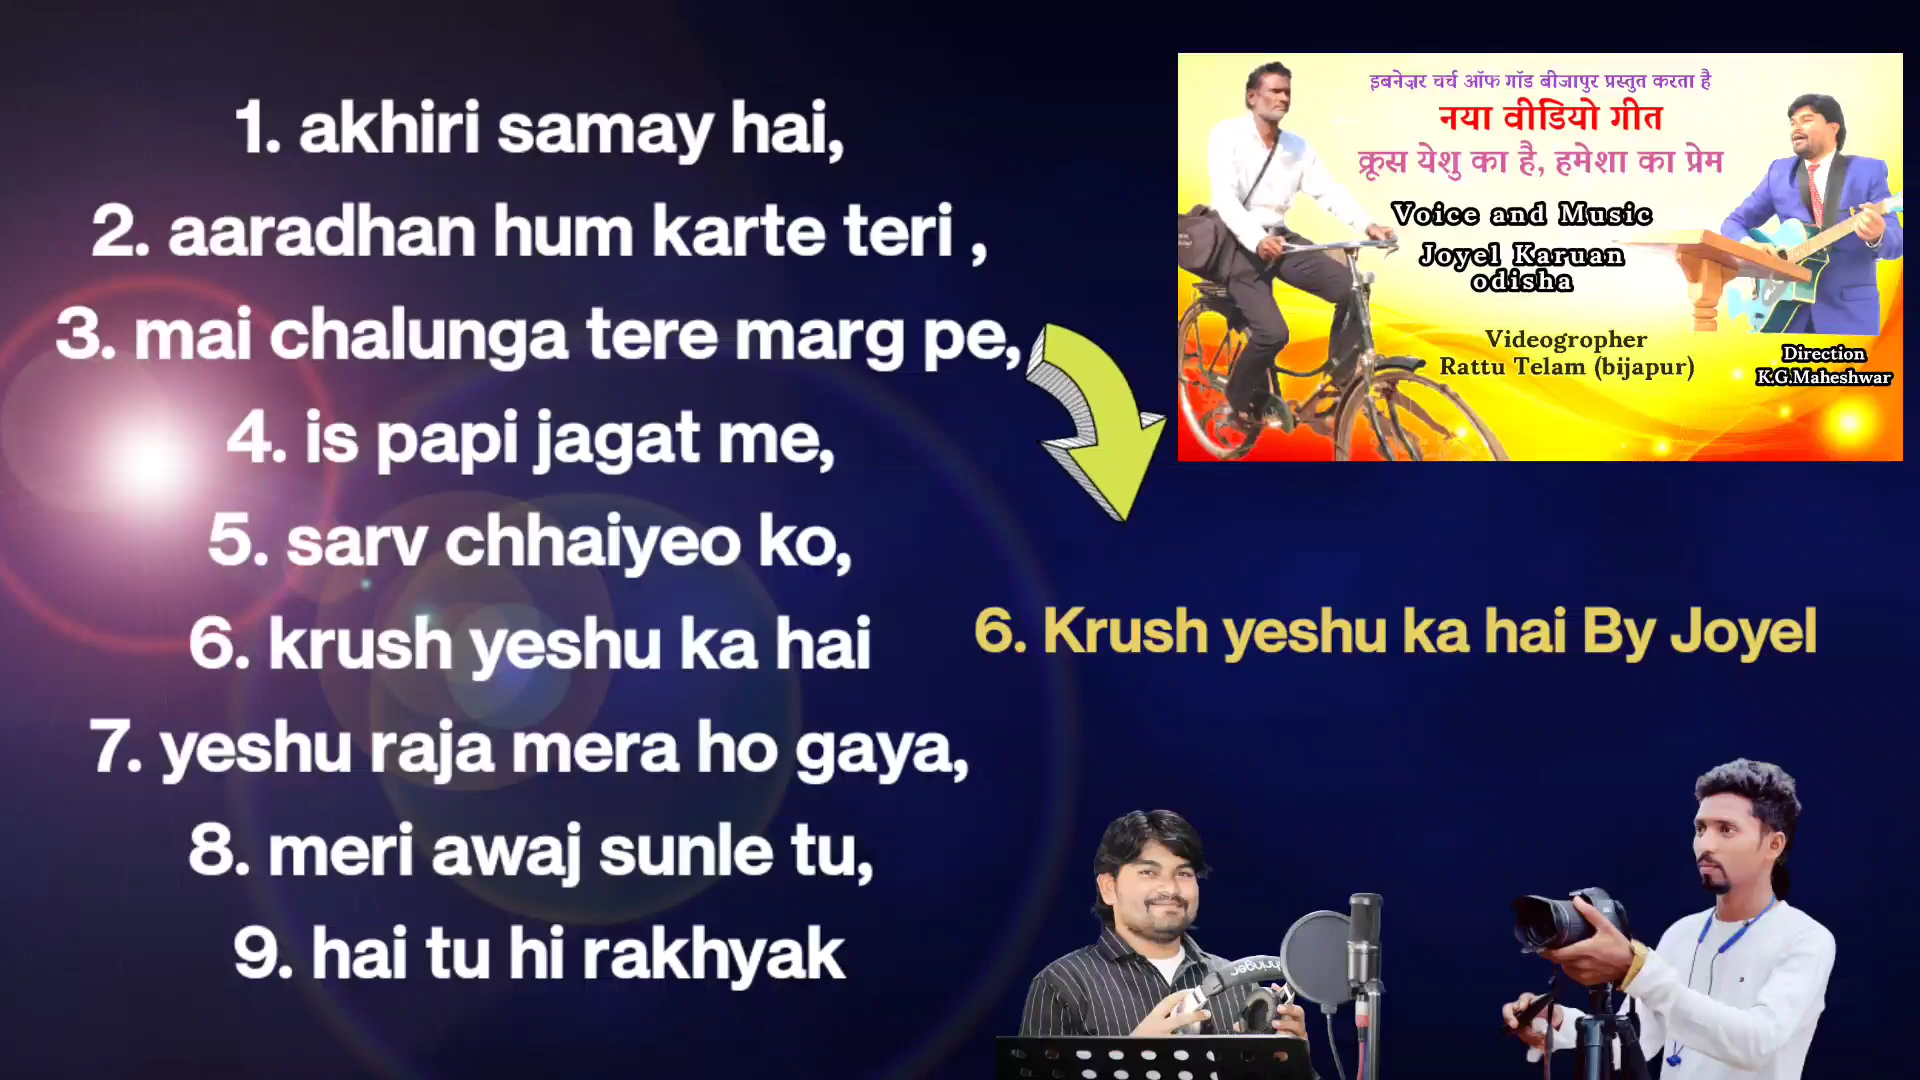 1. akhiri samay hai,
2. aaradhan hum karte teri ,
3. mai chalunga tere marg pe,
4. is papi jagat me,
5. sarv chhaiyeo ko,
6. krush yeshu ka hai
7. yeshu raja mera ho gaya,
8. meri awaj sunle tu,
9. hai tu hi rakhyak
इबनेज़र चर्च ऑफ गॉड बीजापुर प्रस्तुत करता है
नया वीडियो गीत
क्रूस येशु का है, हमेशा का प्रेम
Voice and Music
Joyel Karuan
odisha
Videogropher
Rattu Telam (bijapur)
Direction
K.G.Maheshwar
6. Krush yeshu ka hai By Joyel